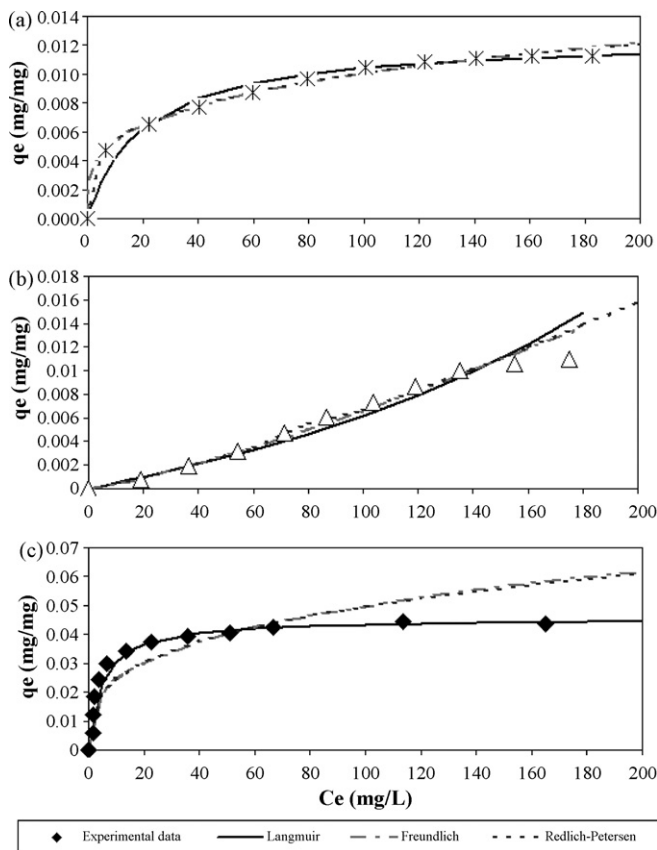 (a)
qe (mg/mg)
0.014
0.012
0.010
0.008
0.006
0.004
0.002
0.000
0 20 40 60 80 100 120 140 160 180 200
(b)
qe (mg/mg)
0.018
0.016
0.014
0.012
0.01
0.008
0.006
0.004
0.002
0
0 20 40 60 80 100 120 140 160 180 200
(c)
qe (mg/mg)
0.07
0.06
0.05
0.04
0.03
0.02
0.01
0
0 20 40 60 80 100 120 140 160 180 200
Ce (mg/L)
Experimental data Langmuir Freundlich Redlich-Petersen